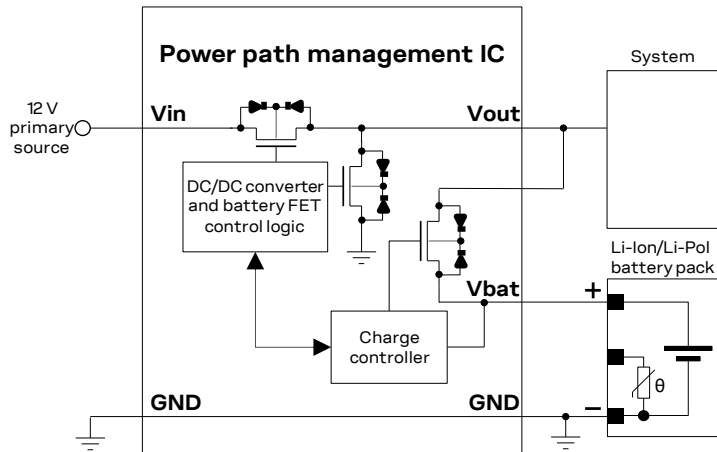 Power path management IC
System
12 V
primary
source
Vin
Vout
DC/DC converter
and battery FET
control logic
Li-Ion/Li-Pol
battery pack
Vbat
+
Charge
controller
θ
GND
GND
–